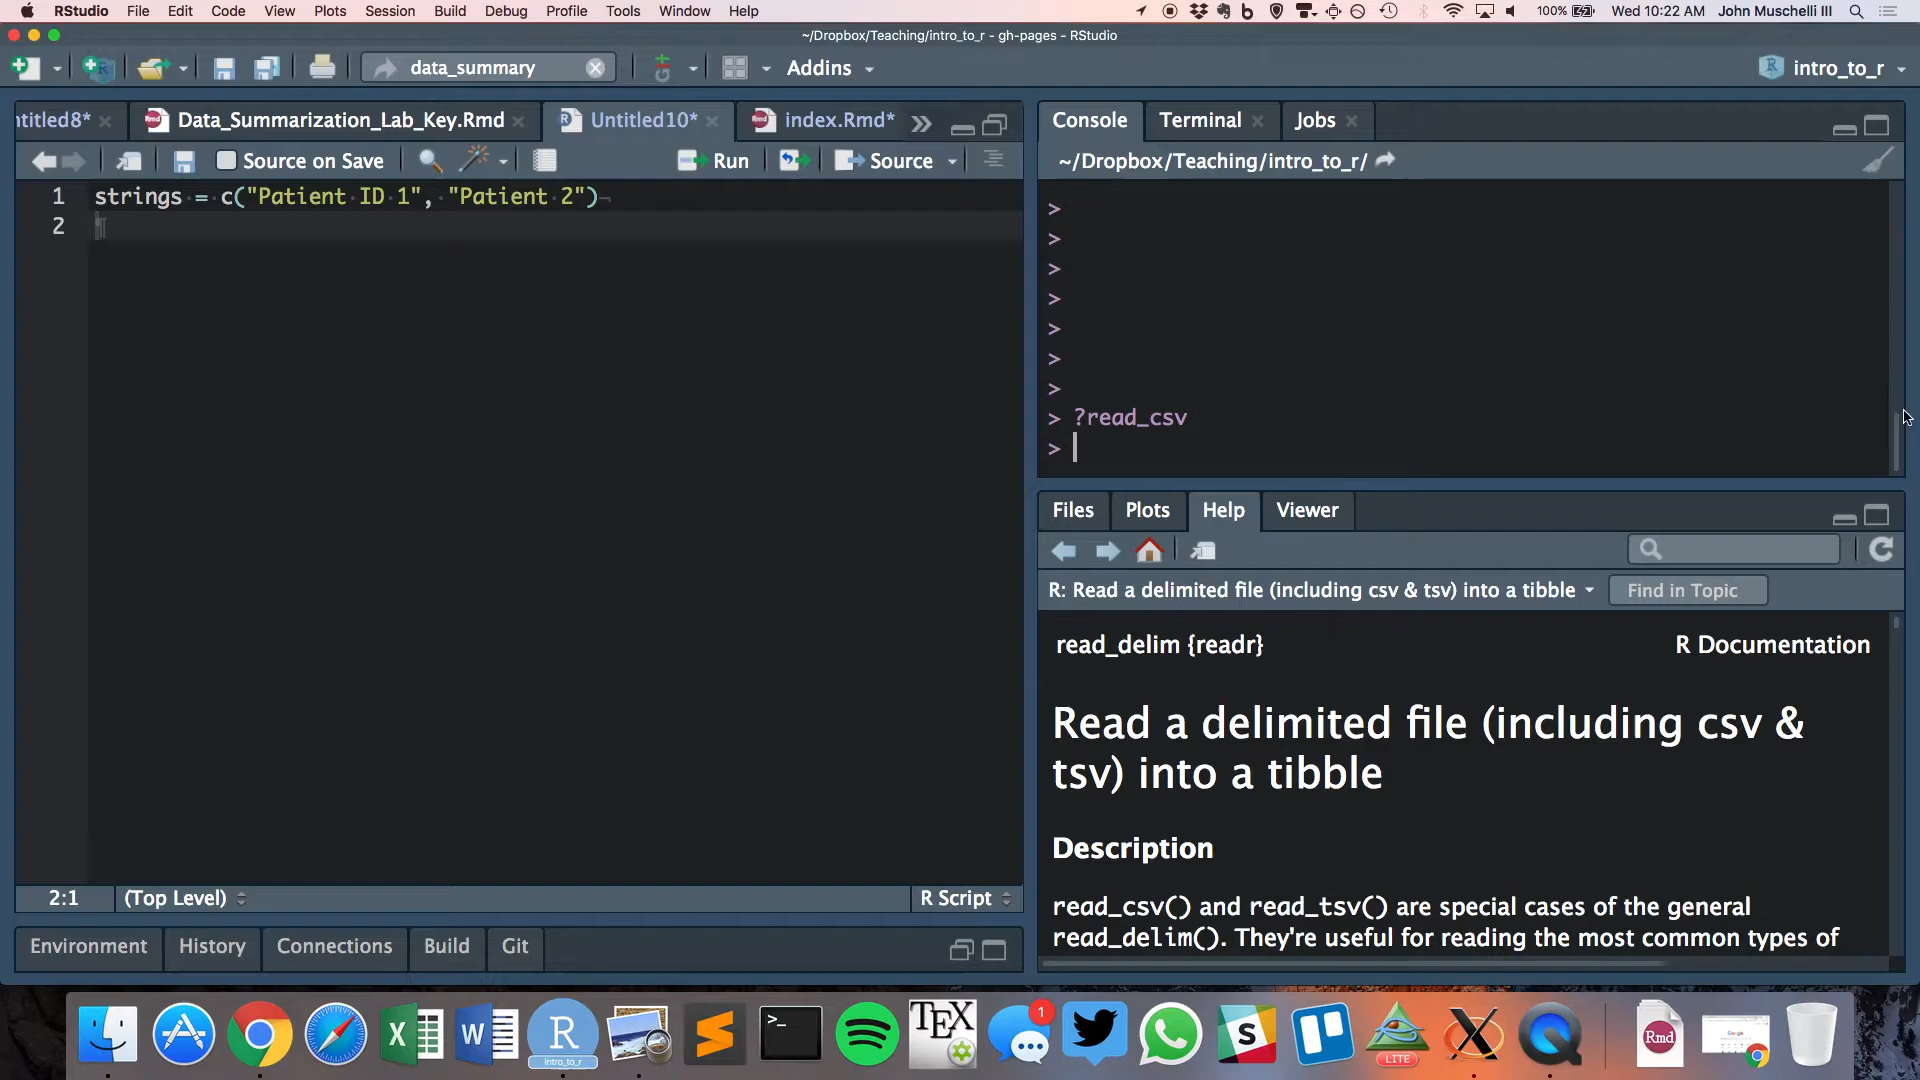 RStudio File Edit Code View Plots Session Build Debug Profile Tools Window Help 100% Wed 10:22 AM John Muschelli III
~/Dropbox/Teaching/intro_to_r - gh-pages - RStudio
data_summary Addins intro_to_r
ntitled8* Data_Summarization_Lab_Key.Rmd Untitled10* index.Rmd*
Source on Save Run Source
1 strings = c("Patient ID 1", "Patient 2")
2
2:1 (Top Level) R Script
Environment History Connections Build Git
Console Terminal Jobs
~/Dropbox/Teaching/intro_to_r/
>
>
>
>
>
>
>
> ?read_csv
>
Files Plots Help Viewer
R: Read a delimited file (including csv & tsv) into a tibble Find in Topic
read_delim {readr} R Documentation
Read a delimited file (including csv &
tsv) into a tibble
Description
read_csv() and read_tsv() are special cases of the general
read_delim(). They're useful for reading the most common types of
intro_to_r
TEX
1
LITE
Rmd